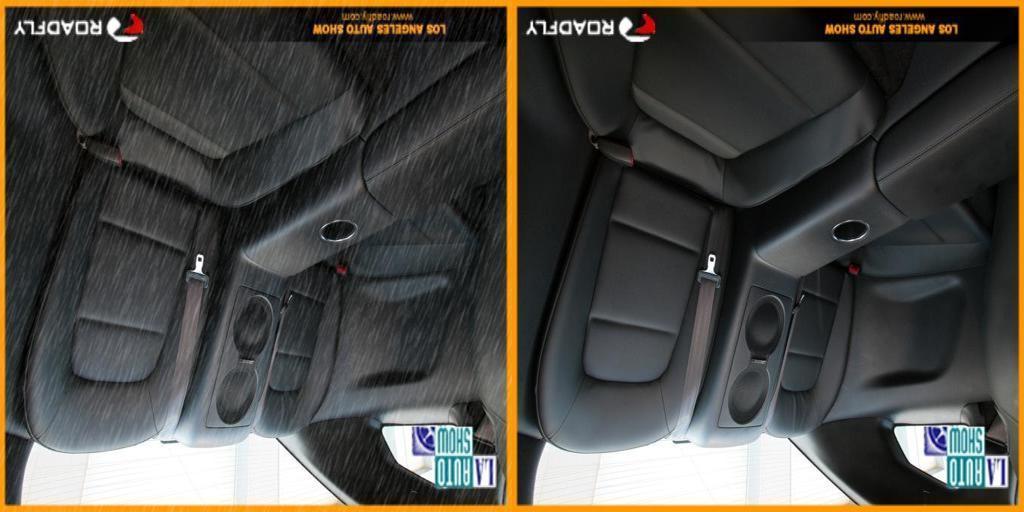 LOS ANGELES AUTO SHOW
www.roadfly.com
ROADFLY
LA
AUTO
SHOW
LOS ANGELES AUTO SHOW
www.roadfly.com
ROADFLY
LA
AUTO
SHOW